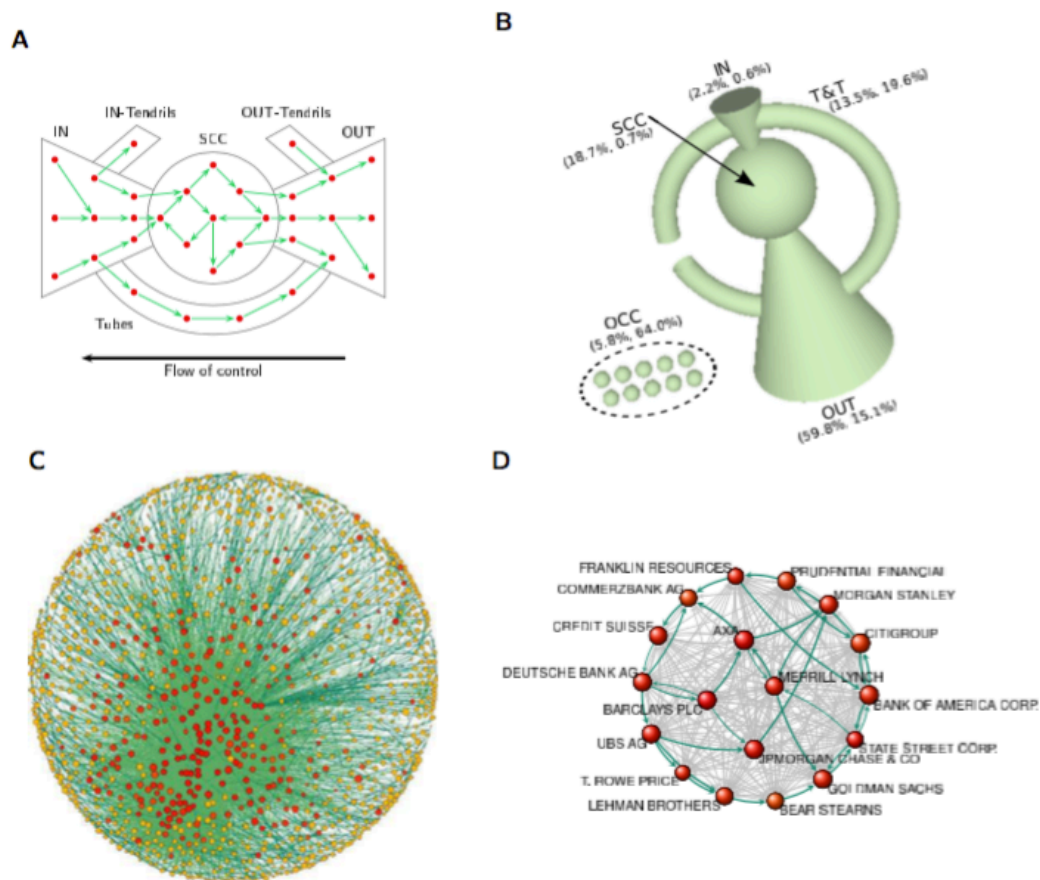 A
IN-Tendrils
OUT-Tendrils
IN
SCC
OUT
Tubes
Flow of control
B
IN
(2.2%, 0.6%)
T&T
(13.5%, 19.6%)
SCC
(18.7%, 0.7%)
OCC
(5.8%, 64.0%)
OUT
(59.8%, 15.1%)
C
D
FRANKLIN RESOURCES
PRUDENTIAL FINANCIAL
COMMERZBANK AG
MORGAN STANLEY
CREDIT SUISSE
AXA
CITIGROUP
DEUTSCHE BANK AG
MERRILL LYNCH
BANK OF AMERICA CORP.
BARCLAYS PLC
UBS AG
STATE STREET CORP.
JPMORGAN CHASE & CO
T. ROWE PRICE
GOLDMAN SACHS
LEHMAN BROTHERS
BEAR STEARNS